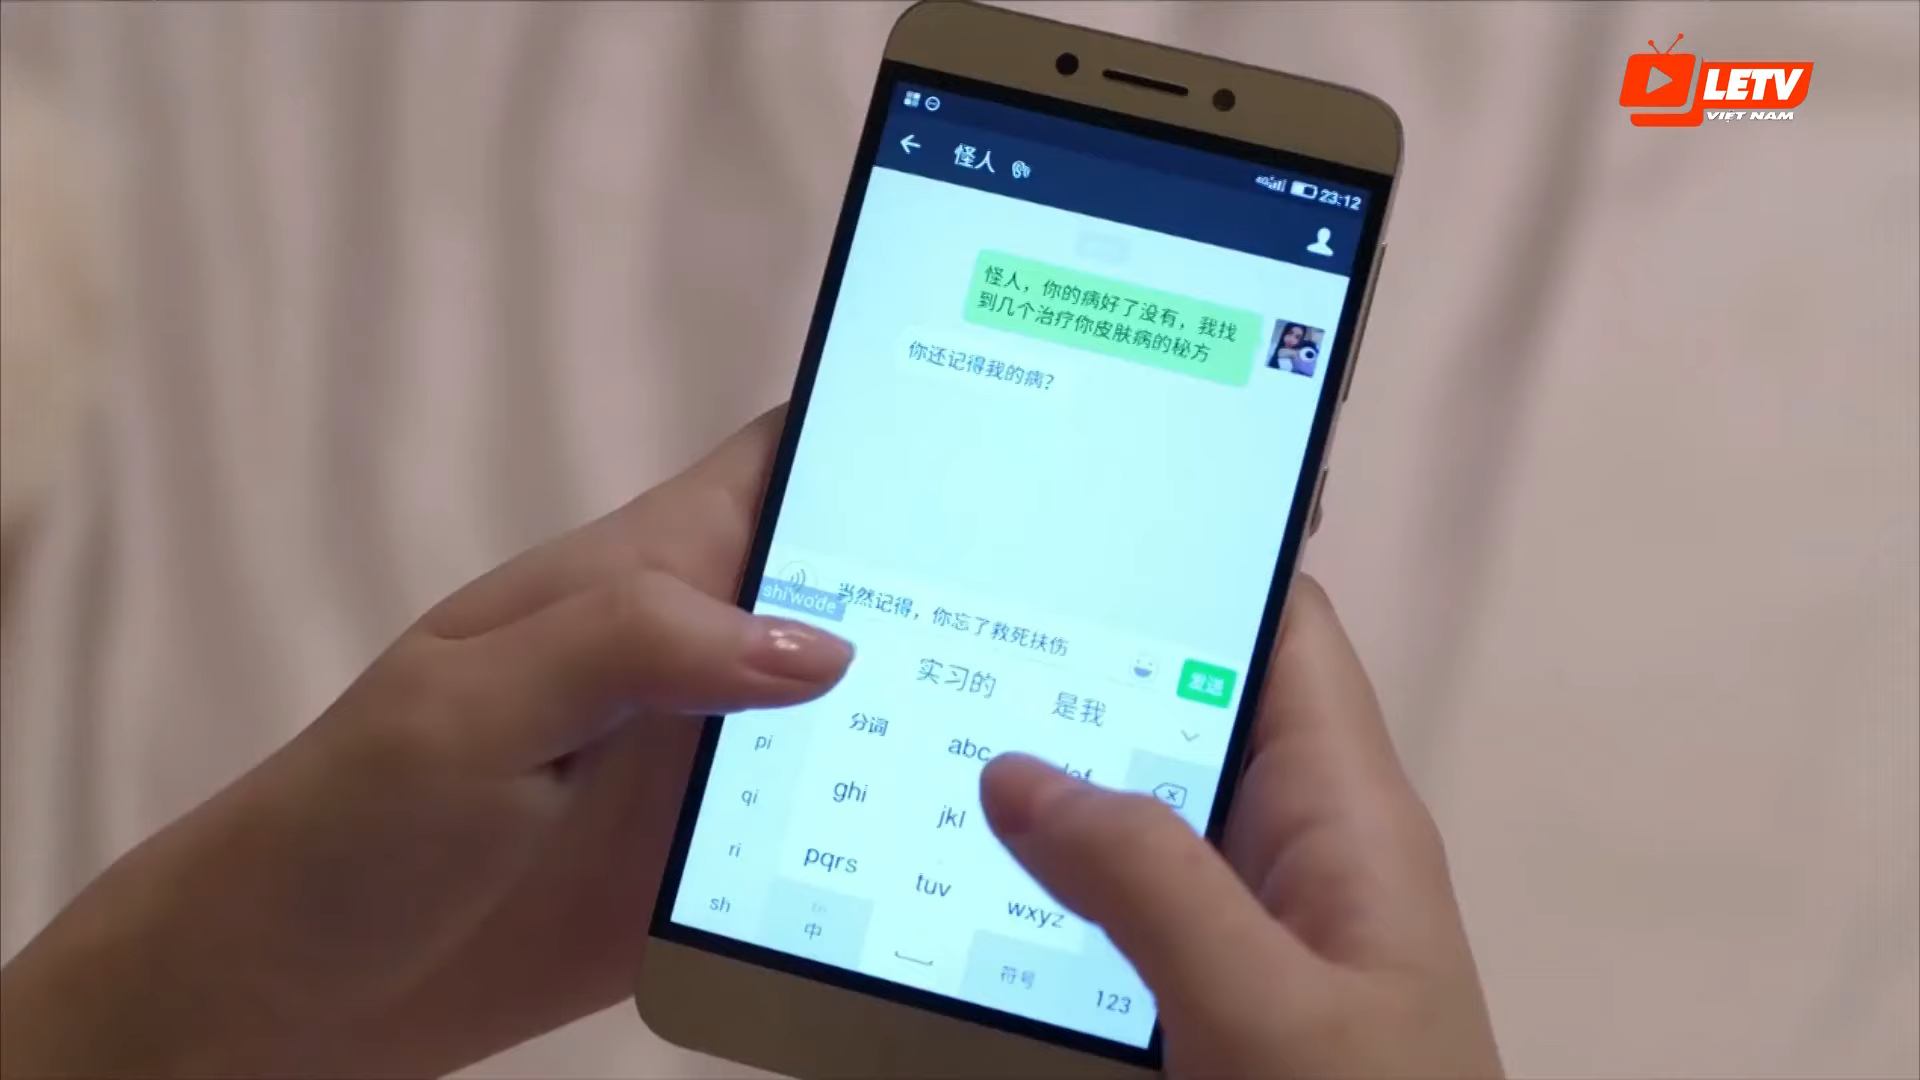 LETV
VIỆT NAM
23:12
怪人
怪人，你的病好了没有，我找
到几个治疗你皮肤病的秘方
你还记得我的病？
当然记得，你忘了救死扶伤
shi'wo'de
发送
实习的
是我
分词
abc
def
pi
ghi
jkl
qi
pqrs
tuv
wxyz
ri
sh
中
符号
123